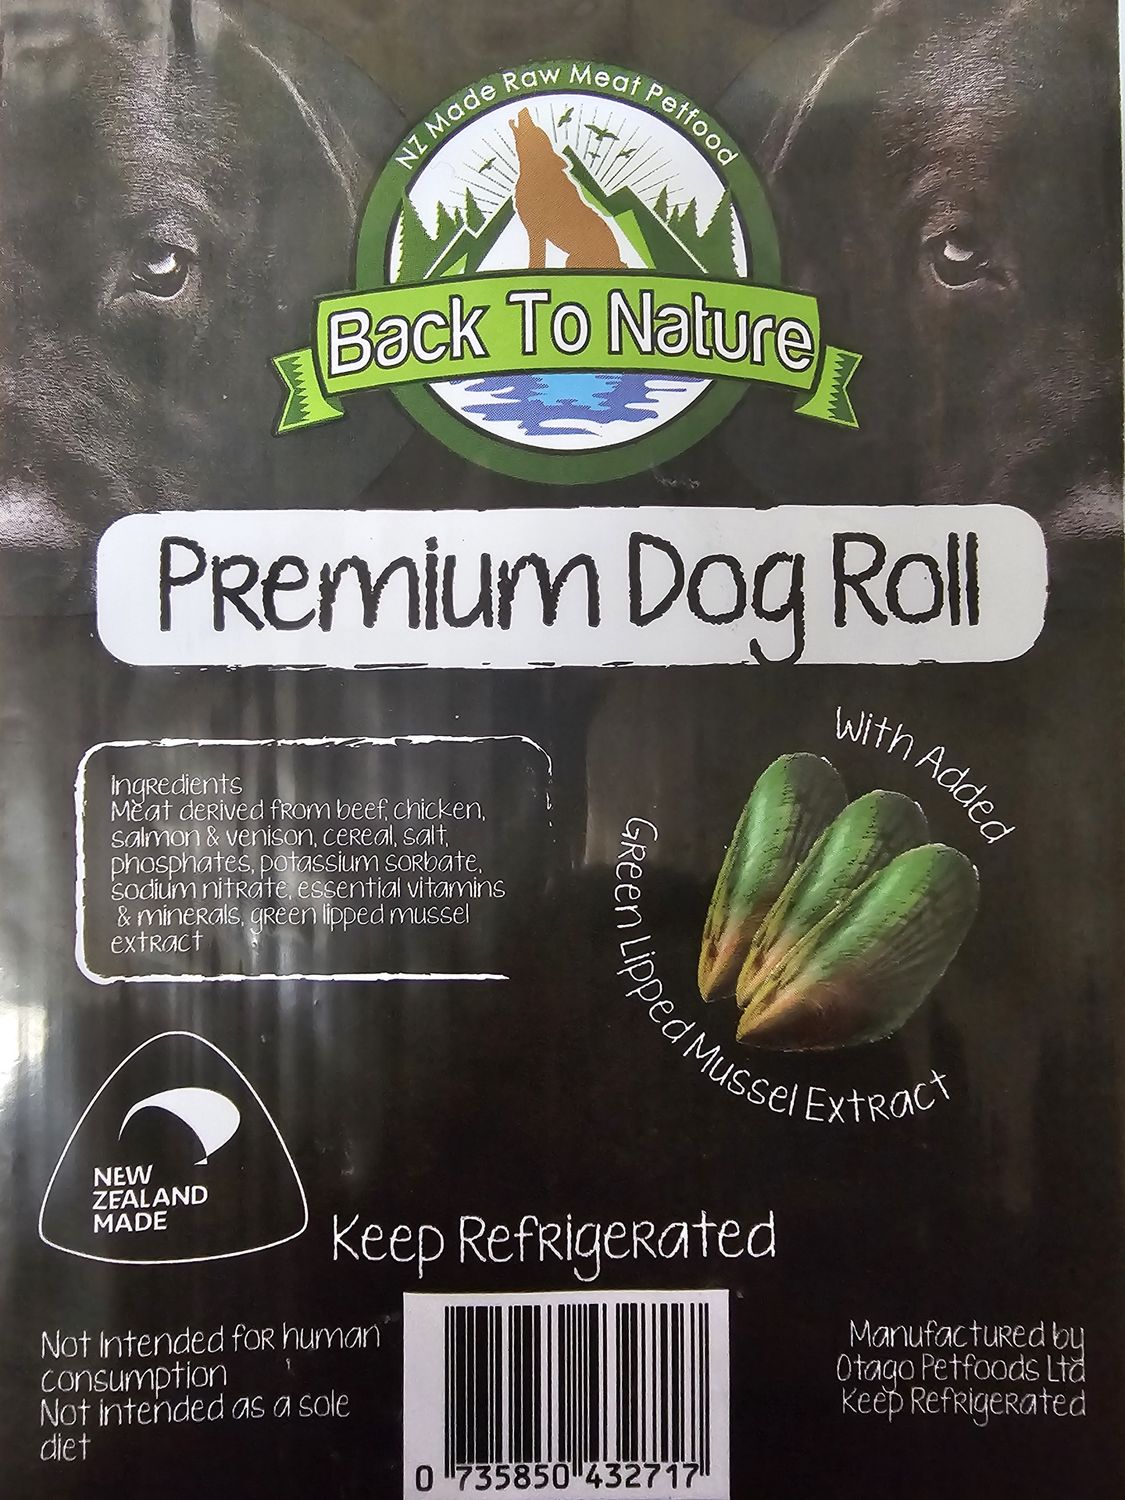 NZ Made Raw Meat Petfood
Back To Nature
Premium Dog Roll
Ingredients
Meat derived from beef, chicken,
salmon & venison, cereal, salt,
phosphates, potassium sorbate,
sodium nitrate, essential vitamins
& minerals, green lipped mussel
extract
With Added
Green Lipped Mussel Extract
NEW
ZEALAND
MADE
Keep Refrigerated
Not Intended for human
consumption
Not intended as a sole
diet
0 735850 432717
Manufactured by
Otago Petfoods Ltd
Keep Refrigerated